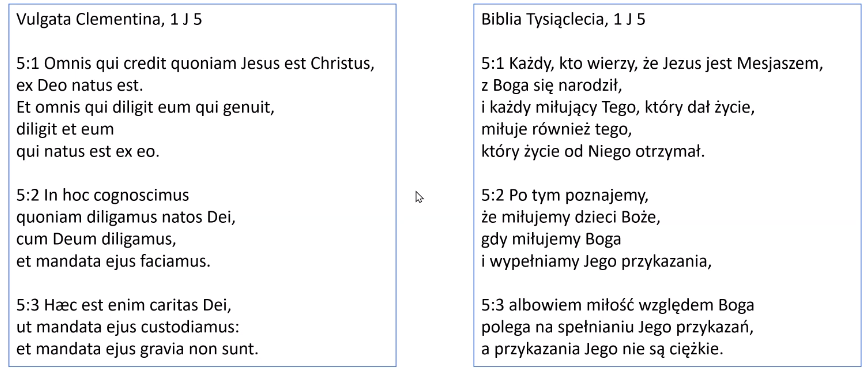 Vulgata Clementina, 1 J 5
5:1 Omnis qui credit quoniam Jesus est Christus,
ex Deo natus est.
Et omnis qui diligit eum qui genuit,
diligit et eum
qui natus est ex eo.
5:2 In hoc cognoscimus
quoniam diligamus natos Dei,
cum Deum diligamus,
et mandata ejus faciamus.
5:3 Hæc est enim caritas Dei,
ut mandata ejus custodiamus:
et mandata ejus gravia non sunt.
Biblia Tysiąclecia, 1 J 5
5:1 Każdy, kto wierzy, że Jezus jest Mesjaszem,
z Boga się narodził,
i każdy miłujący Tego, który dał życie,
miłuje również tego,
który życie od Niego otrzymał.
5:2 Po tym poznajemy,
że miłujemy dzieci Boże,
gdy miłujemy Boga
i wypełniamy Jego przykazania,
5:3 albowiem miłość względem Boga
polega na spełnianiu Jego przykazań,
a przykazania Jego nie są ciężkie.